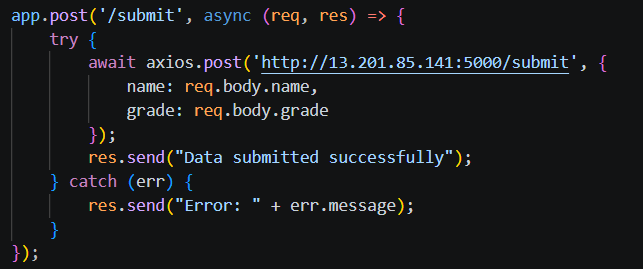 app.post('/submit', async (req, res) => {
    try {
        await axios.post('http://13.201.85.141:5000/submit', {
            name: req.body.name,
            grade: req.body.grade
        });
        res.send("Data submitted successfully");
    } catch (err) {
        res.send("Error: " + err.message);
    }
});